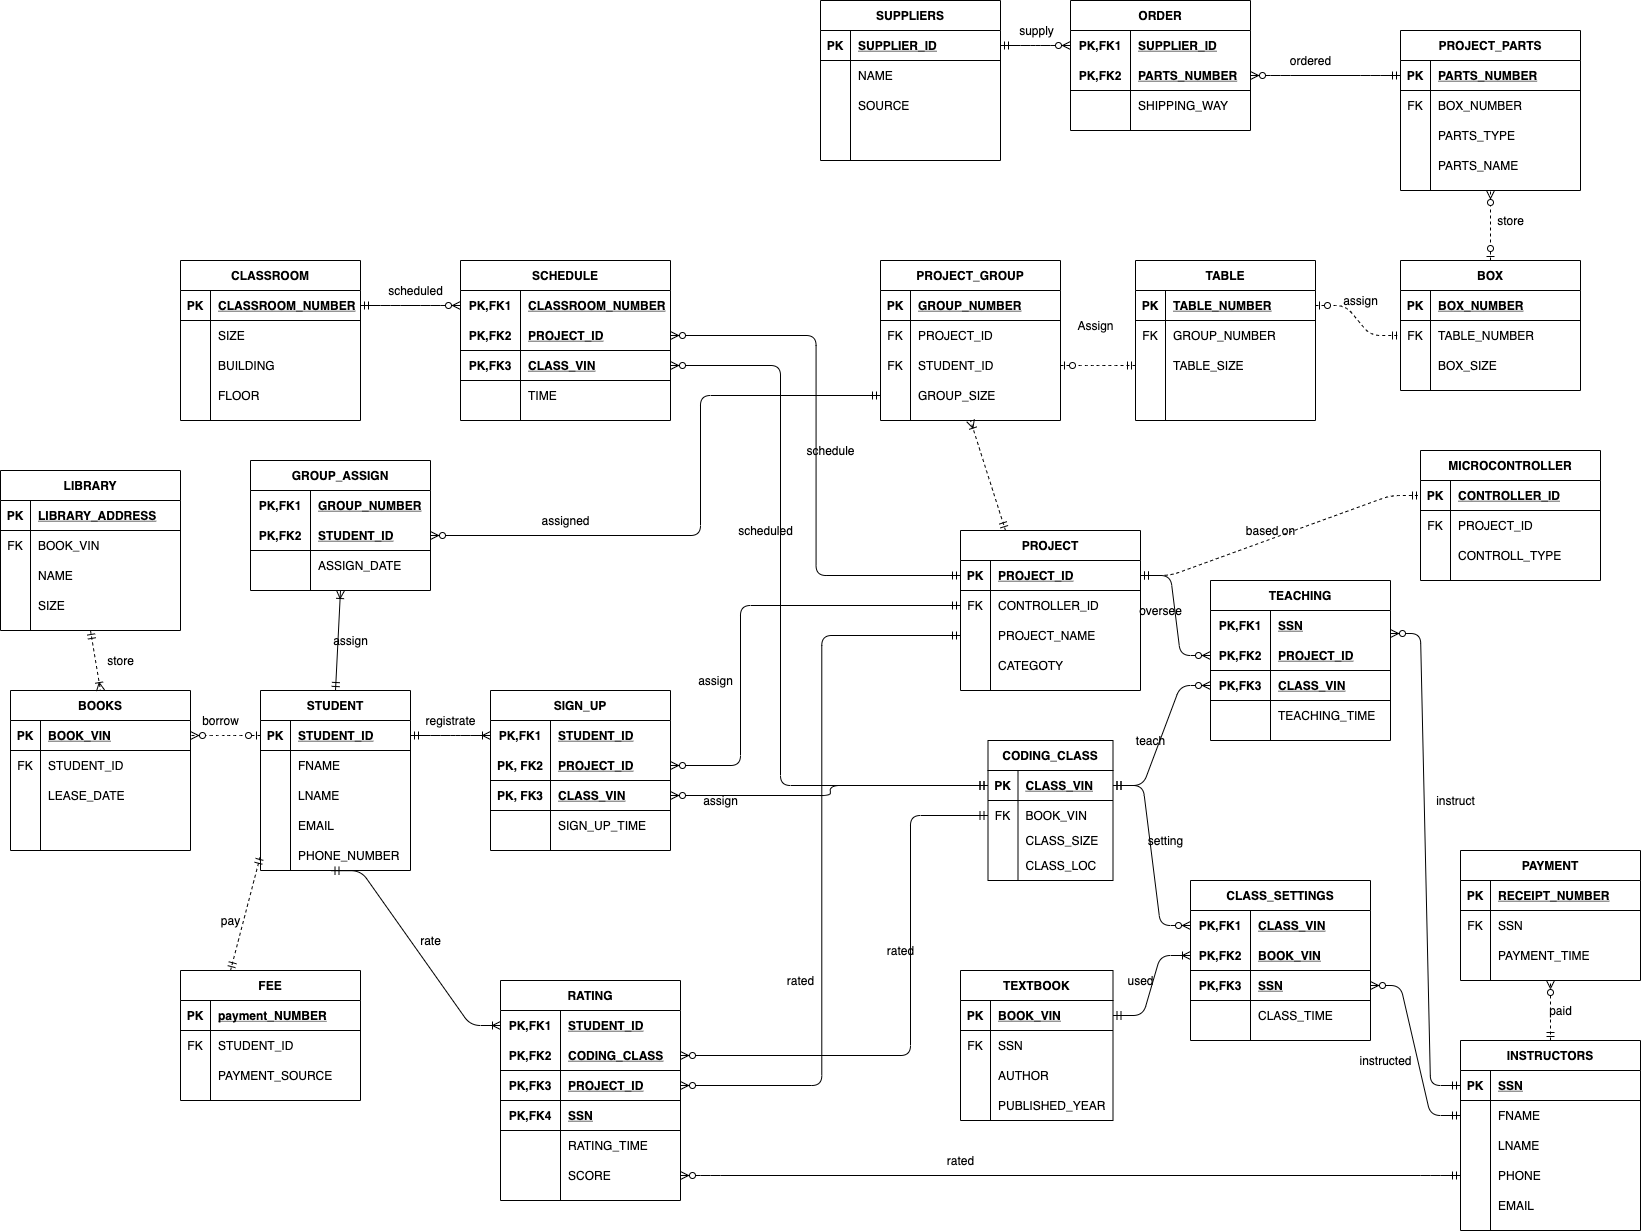 SUPPLIERS
PK SUPPLIER_ID
NAME
SOURCE
supply
ORDER
PK,FK1 SUPPLIER_ID
PK,FK2 PARTS_NUMBER
SHIPPING_WAY
ordered
PROJECT_PARTS
PK PARTS_NUMBER
FK BOX_NUMBER
PARTS_TYPE
PARTS_NAME
store
CLASSROOM
PK CLASSROOM_NUMBER
SIZE
BUILDING
FLOOR
scheduled
SCHEDULE
PK,FK1 CLASSROOM_NUMBER
PK,FK2 PROJECT_ID
PK,FK3 CLASS_VIN
TIME
PROJECT_GROUP
PK GROUP_NUMBER
FK PROJECT_ID
FK STUDENT_ID
GROUP_SIZE
Assign
TABLE
PK TABLE_NUMBER
FK GROUP_NUMBER
TABLE_SIZE
assign
BOX
PK BOX_NUMBER
FK TABLE_NUMBER
BOX_SIZE
schedule
scheduled
LIBRARY
PK LIBRARY_ADDRESS
FK BOOK_VIN
NAME
SIZE
store
GROUP_ASSIGN
PK,FK1 GROUP_NUMBER
PK,FK2 STUDENT_ID
ASSIGN_DATE
assigned
assign
MICROCONTROLLER
PK CONTROLLER_ID
FK PROJECT_ID
CONTROLL_TYPE
based on
PROJECT
PK PROJECT_ID
FK CONTROLLER_ID
PROJECT_NAME
CATEGOTY
oversee
TEACHING
PK,FK1 SSN
PK,FK2 PROJECT_ID
PK,FK3 CLASS_VIN
TEACHING_TIME
BOOKS
PK BOOK_VIN
FK STUDENT_ID
LEASE_DATE
borrow
STUDENT
PK STUDENT_ID
FNAME
LNAME
EMAIL
PHONE_NUMBER
registrate
SIGN_UP
PK,FK1 STUDENT_ID
PK, FK2 PROJECT_ID
PK, FK3 CLASS_VIN
SIGN_UP_TIME
assign
assign
teach
CODING_CLASS
PK CLASS_VIN
FK BOOK_VIN
CLASS_SIZE
CLASS_LOC
setting
instruct
pay
rate
FEE
PK payment_NUMBER
FK STUDENT_ID
PAYMENT_SOURCE
RATING
PK,FK1 STUDENT_ID
PK,FK2 CODING_CLASS
PK,FK3 PROJECT_ID
PK,FK4 SSN
RATING_TIME
SCORE
rated
rated
rated
TEXTBOOK
PK BOOK_VIN
FK SSN
AUTHOR
PUBLISHED_YEAR
used
CLASS_SETTINGS
PK,FK1 CLASS_VIN
PK,FK2 BOOK_VIN
PK,FK3 SSN
CLASS_TIME
instructed
PAYMENT
PK RECEIPT_NUMBER
FK SSN
PAYMENT_TIME
paid
INSTRUCTORS
PK SSN
FNAME
LNAME
PHONE
EMAIL